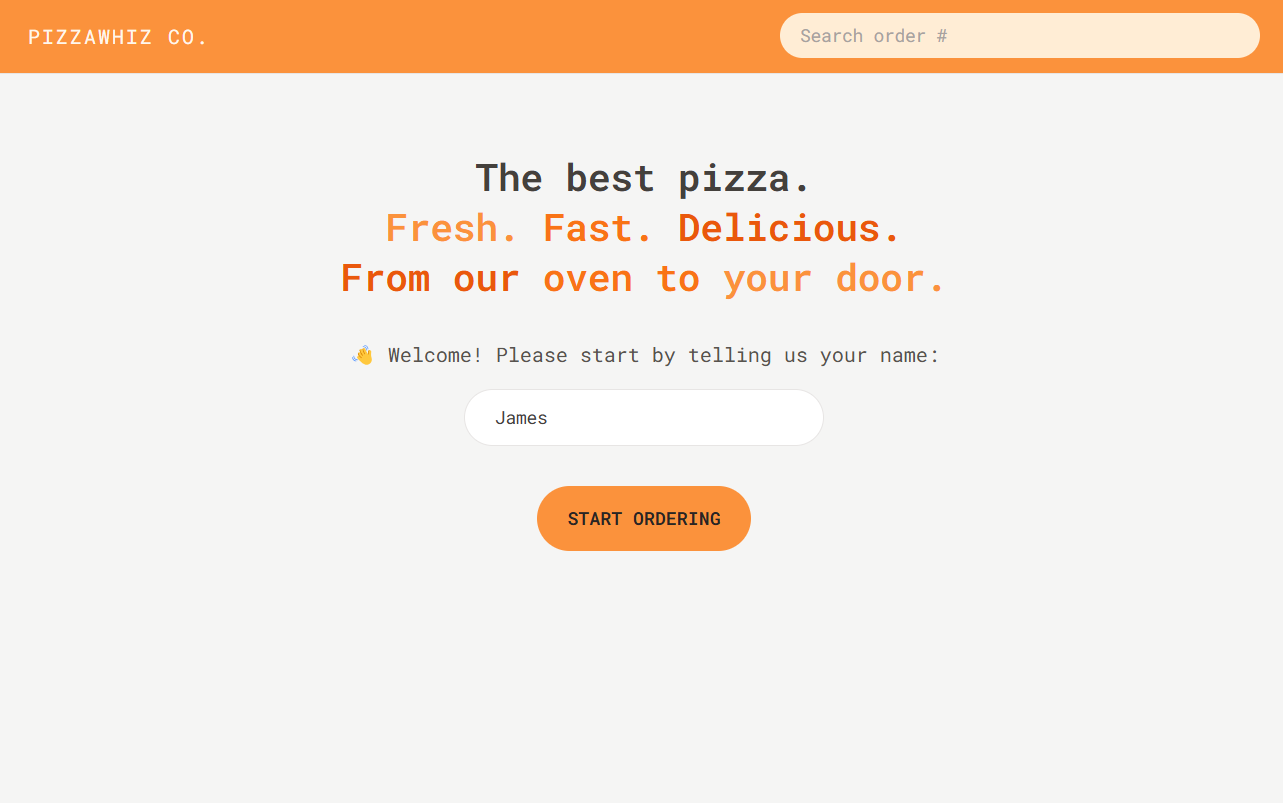 PIZZAWHIZ CO.
Search order #
The best pizza.
Fresh. Fast. Delicious.
From our oven to your door.
👋 Welcome! Please start by telling us your name:
James
START ORDERING